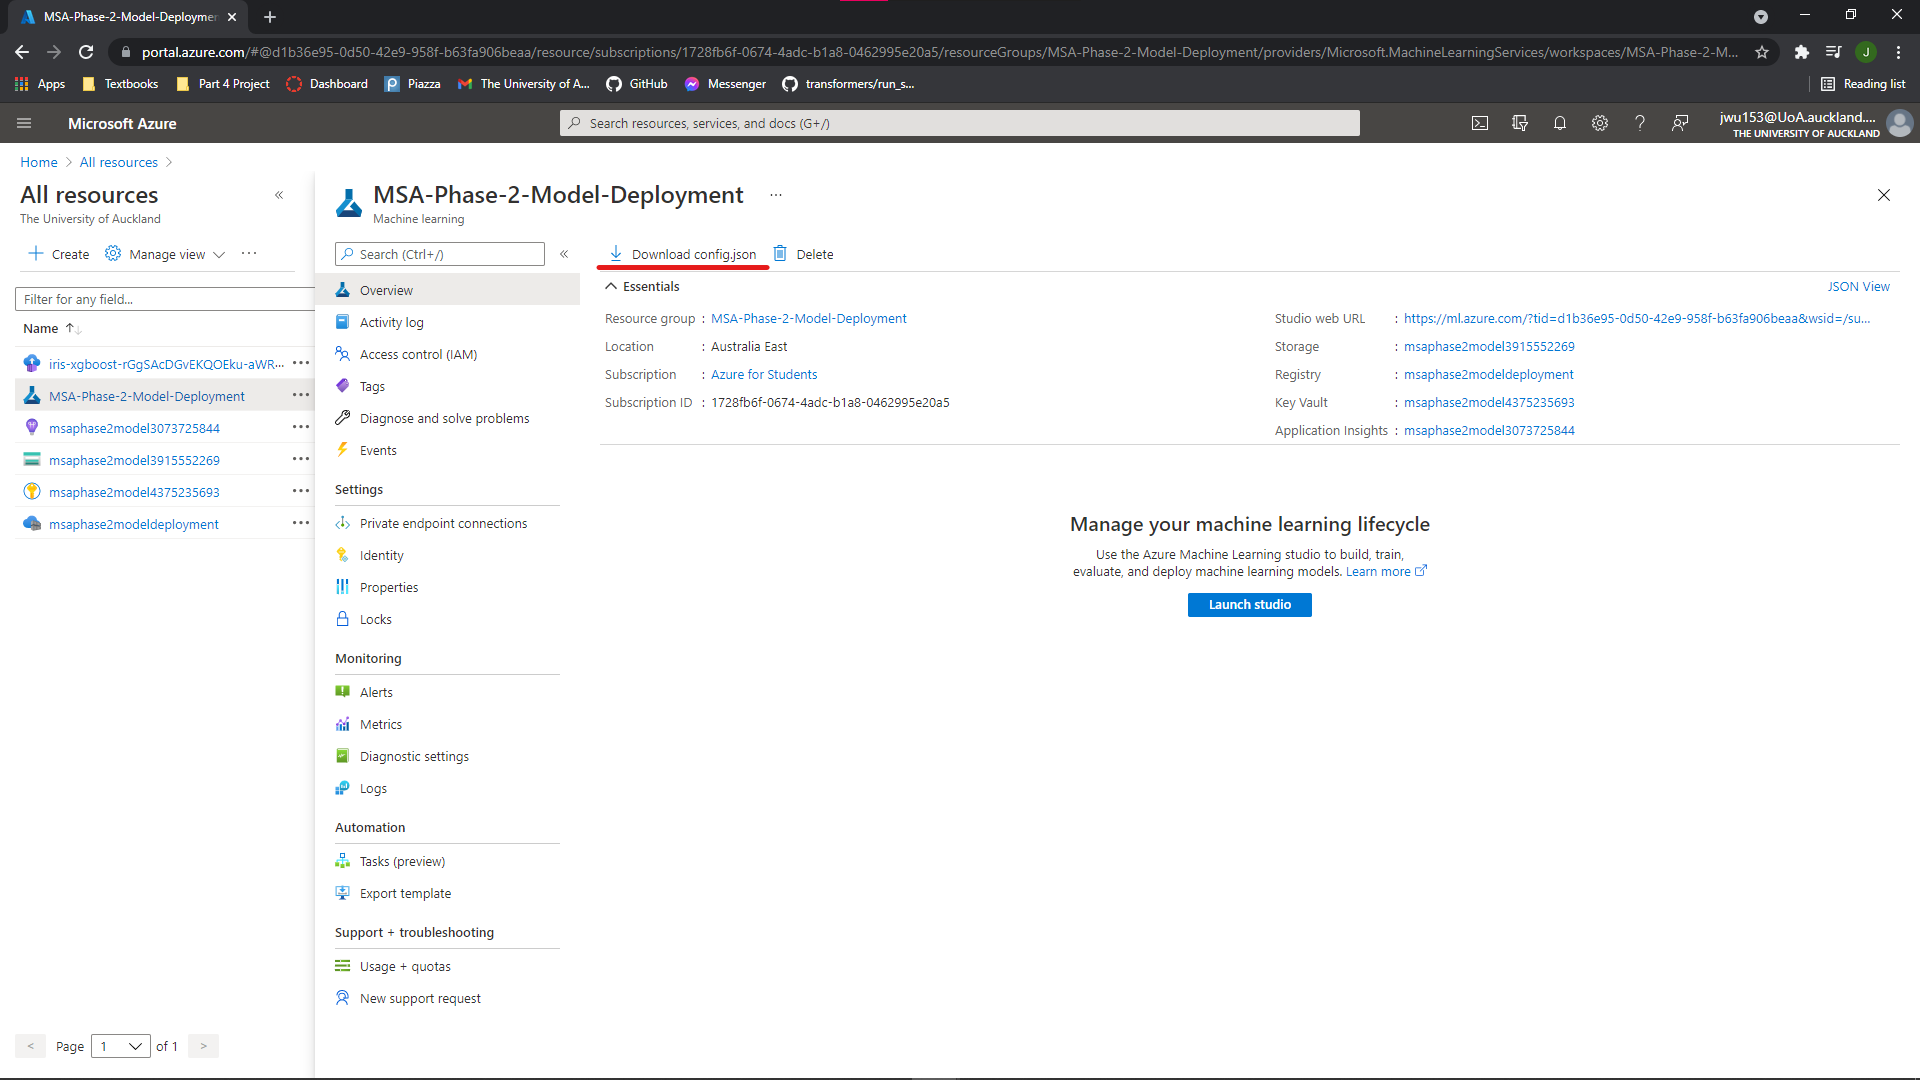 MSA-Phase-2-Model-Deploymen
portal.azure.com/#@d1b36e95-0d50-42e9-958f-b63fa906beaa/resource/subscriptions/1728fb6f-0674-4adc-b1a8-0462995e20a5/resourceGroups/MSA-Phase-2-Model-Deployment/providers/Microsoft.MachineLearningServices/workspaces/MSA-Phase-2-M...
J
Apps Textbooks Part 4 Project Dashboard Piazza The University of A... GitHub Messenger transformers/run_s... Reading list
Microsoft Azure
Search resources, services, and docs (G+/)
jwu153@UoA.auckland....
THE UNIVERSITY OF AUCKLAND
Home > All resources >
All resources
The University of Auckland
Create Manage view ...
Filter for any field...
Name
iris-xgboost-rGgSAcDGvEKQOEku-aWR...
MSA-Phase-2-Model-Deployment
msaphase2model3073725844
msaphase2model3915552269
msaphase2model4375235693
msaphase2modeldeployment
< Page 1 of 1 >
MSA-Phase-2-Model-Deployment ...
Machine learning
Search (Ctrl+/)
Overview
Activity log
Access control (IAM)
Tags
Diagnose and solve problems
Events
Settings
Private endpoint connections
Identity
Properties
Locks
Monitoring
Alerts
Metrics
Diagnostic settings
Logs
Automation
Tasks (preview)
Export template
Support + troubleshooting
Usage + quotas
New support request
Download config.json Delete
Essentials
JSON View
Resource group : MSA-Phase-2-Model-Deployment
Location : Australia East
Subscription : Azure for Students
Subscription ID : 1728fb6f-0674-4adc-b1a8-0462995e20a5
Studio web URL : https://ml.azure.com/?tid=d1b36e95-0d50-42e9-958f-b63fa906beaa&wsid=/su...
Storage : msaphase2model3915552269
Registry : msaphase2modeldeployment
Key Vault : msaphase2model4375235693
Application Insights : msaphase2model3073725844
Manage your machine learning lifecycle
Use the Azure Machine Learning studio to build, train,
evaluate, and deploy machine learning models. Learn more
Launch studio